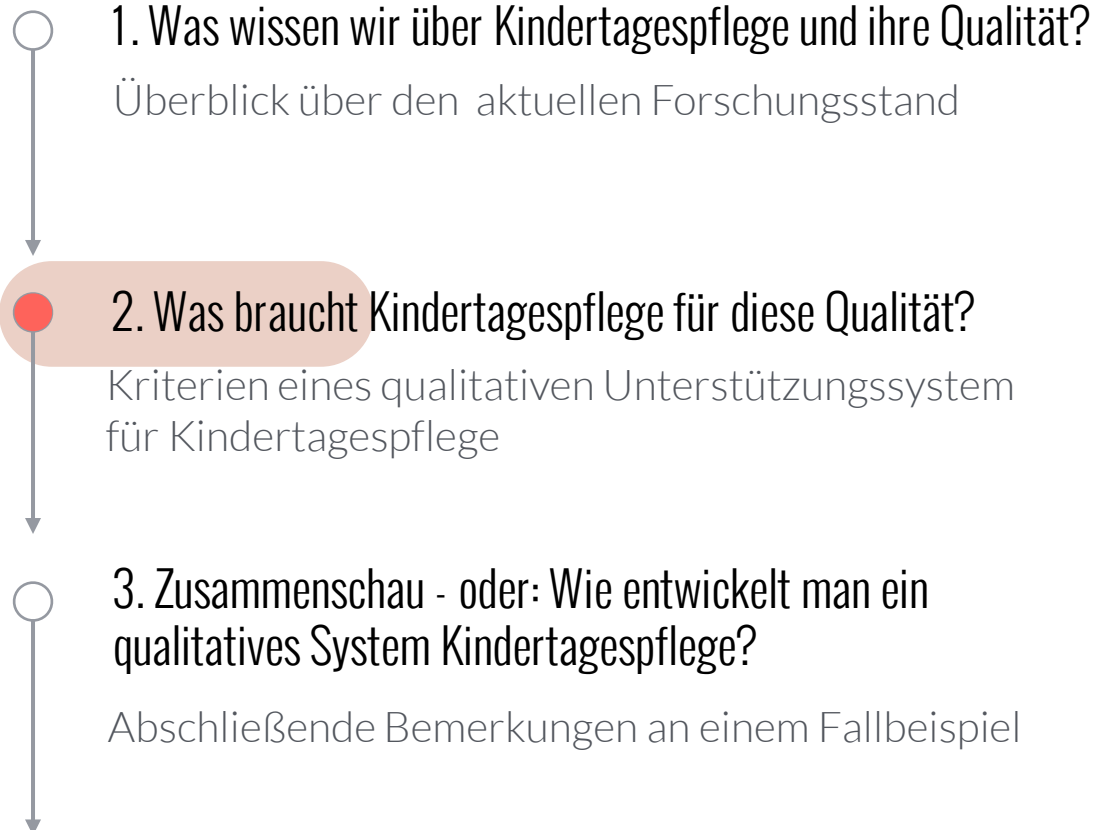 1. Was wissen wir über Kindertagespflege und ihre Qualität?
Überblick über den  aktuellen Forschungsstand
2. Was braucht Kindertagespflege für diese Qualität?
Kriterien eines qualitativen Unterstützungssystem
für Kindertagespflege
3. Zusammenschau - oder: Wie entwickelt man ein
qualitatives System Kindertagespflege?
Abschließende Bemerkungen an einem Fallbeispiel